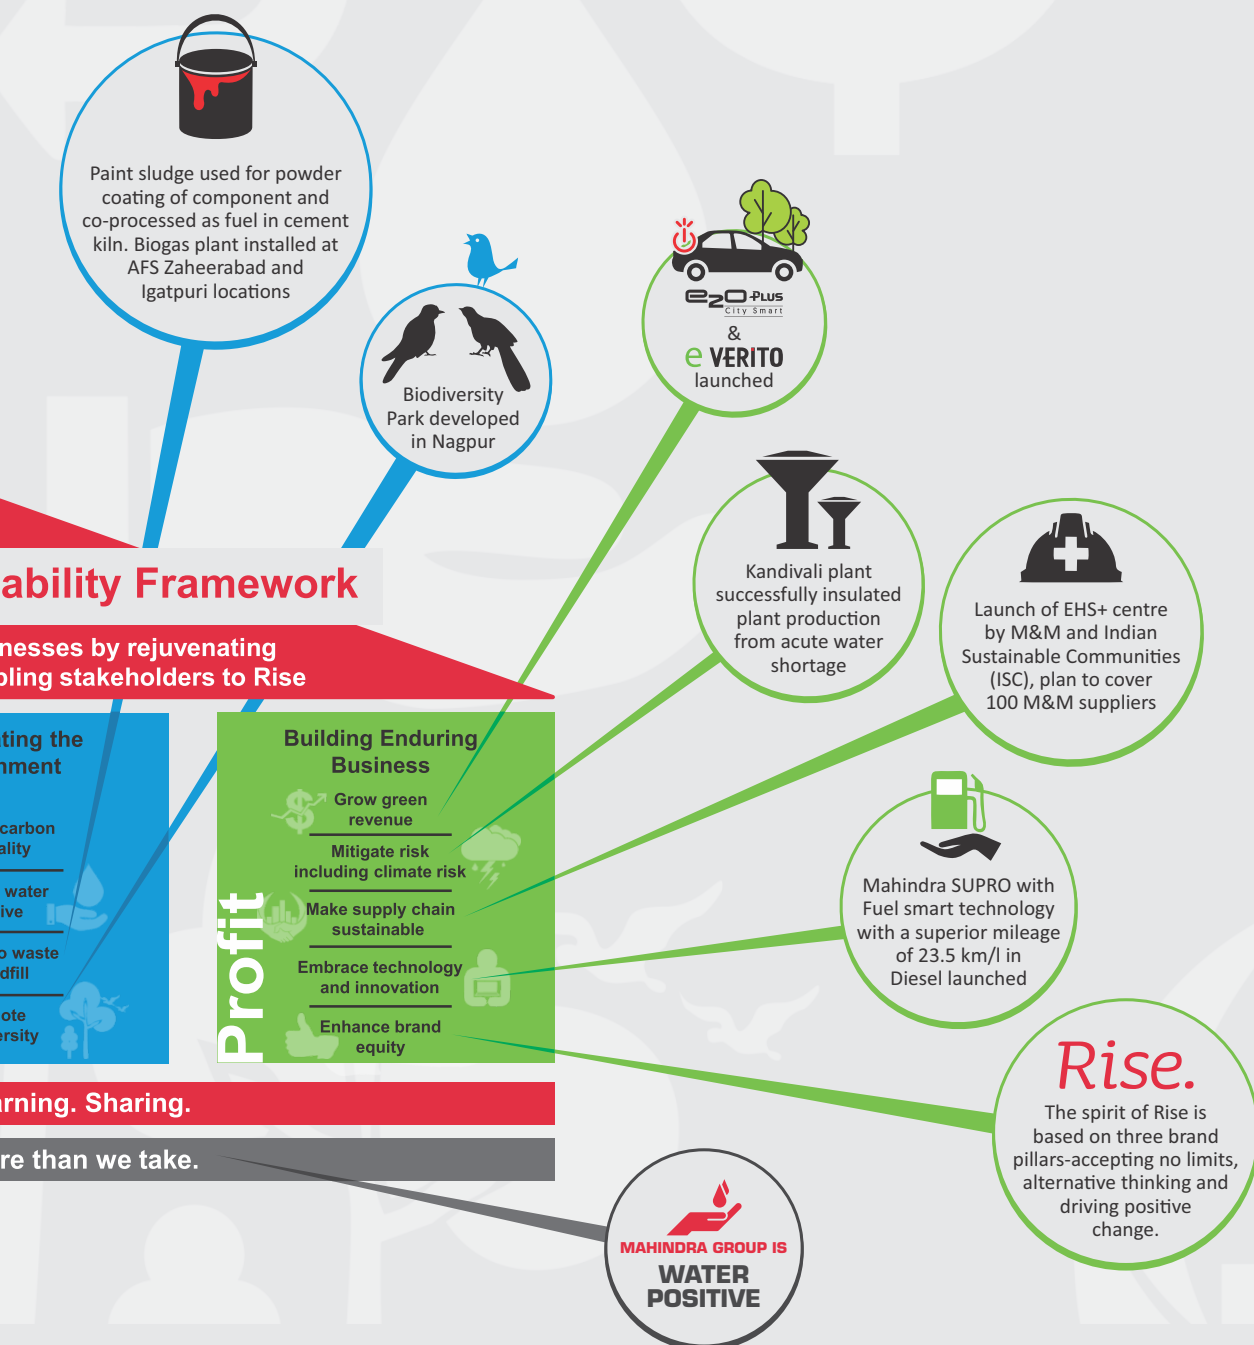 Paint sludge used for powder
coating of component and
co-processed as fuel in cement
kiln. Biogas plant installed at
AFS Zaheerabad and
Igatpuri locations
Biodiversity
Park developed
in Nagpur
e2O PLUS
City Smart
&
e VERITO
launched
Kandivali plant
successfully insulated
plant production
from acute water
shortage
Launch of EHS+ centre
by M&M and Indian
Sustainable Communities
(ISC), plan to cover
100 M&M suppliers
ability Framework
nesses by rejuvenating
bling stakeholders to Rise
ating the
nment
carbon
ality
water
ive
o waste
dfill
ote
ersity
Profit
Building Enduring
Business
Grow green
revenue
Mitigate risk
including climate risk
Make supply chain
sustainable
Embrace technology
and innovation
Enhance brand
equity
Mahindra SUPRO with
Fuel smart technology
with a superior mileage
of 23.5 km/l in
Diesel launched
Rise.
The spirit of Rise is
based on three brand
pillars-accepting no limits,
alternative thinking and
driving positive
change.
arning. Sharing.
re than we take.
MAHINDRA GROUP IS
WATER
POSITIVE